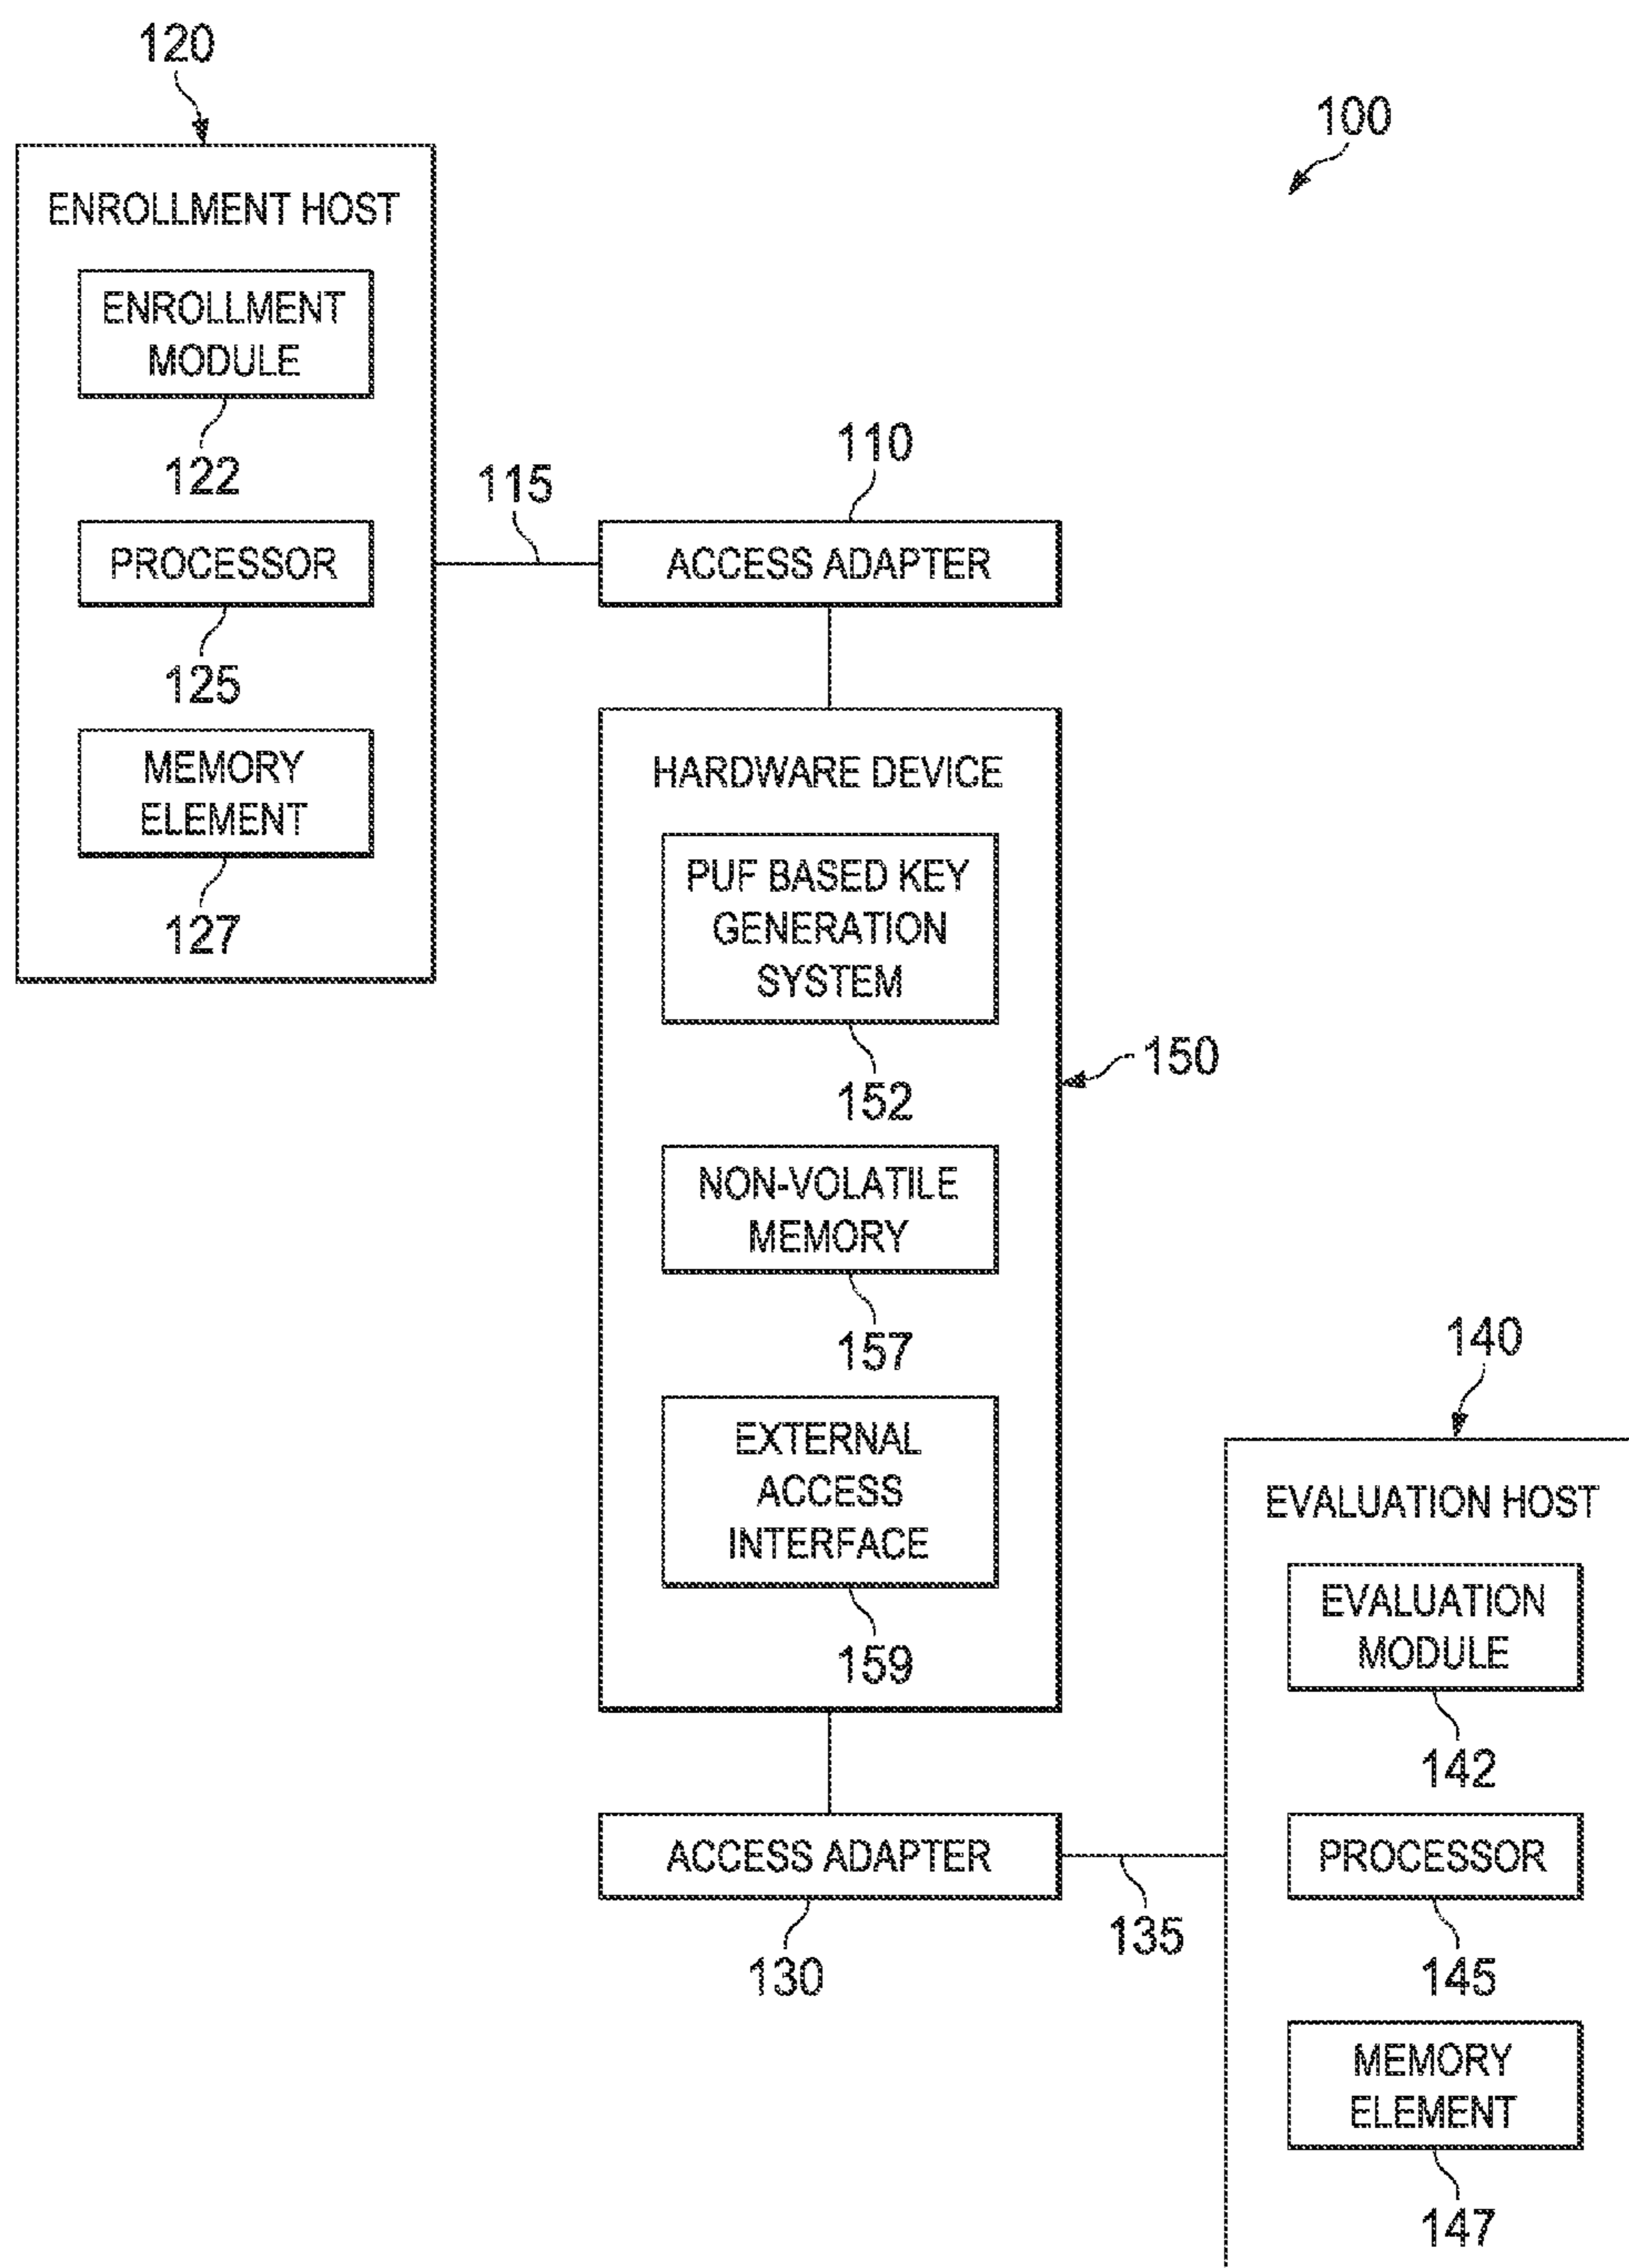 120
100
ENROLLMENT HOST
ENROLLMENT
MODULE
122
PROCESSOR
125
MEMORY
ELEMENT
127
115
110
ACCESS ADAPTER
HARDWARE DEVICE
PUF BASED KEY
GENERATION
SYSTEM
152
150
NON-VOLATILE
MEMORY
157
EXTERNAL
ACCESS
INTERFACE
159
ACCESS ADAPTER
130
135
140
EVALUATION HOST
EVALUATION
MODULE
142
PROCESSOR
145
MEMORY
ELEMENT
147